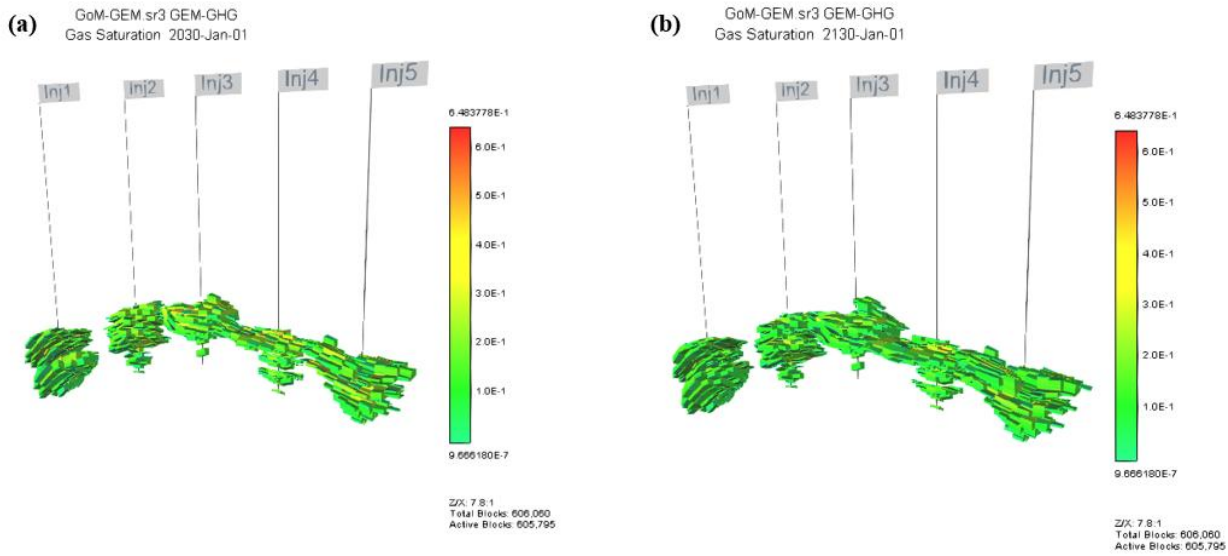 (a)
GoM-GEM.sr3 GEM-GHG
Gas Saturation 2030-Jan-01
Inj1
Inj2
Inj3
Inj4
Inj5
6.483778E-1
6.0E-1
5.0E-1
4.0E-1
3.0E-1
2.0E-1
1.0E-1
9.666180E-7
Z/X: 7.8:1
Total Blocks: 606,060
Active Blocks: 605,795
(b)
GoM-GEM.sr3 GEM-GHG
Gas Saturation 2130-Jan-01
Inj1
Inj2
Inj3
Inj4
Inj5
6.483778E-1
6.0E-1
5.0E-1
4.0E-1
3.0E-1
2.0E-1
1.0E-1
9.666180E-7
Z/X: 7.8:1
Total Blocks: 606,060
Active Blocks: 605,795